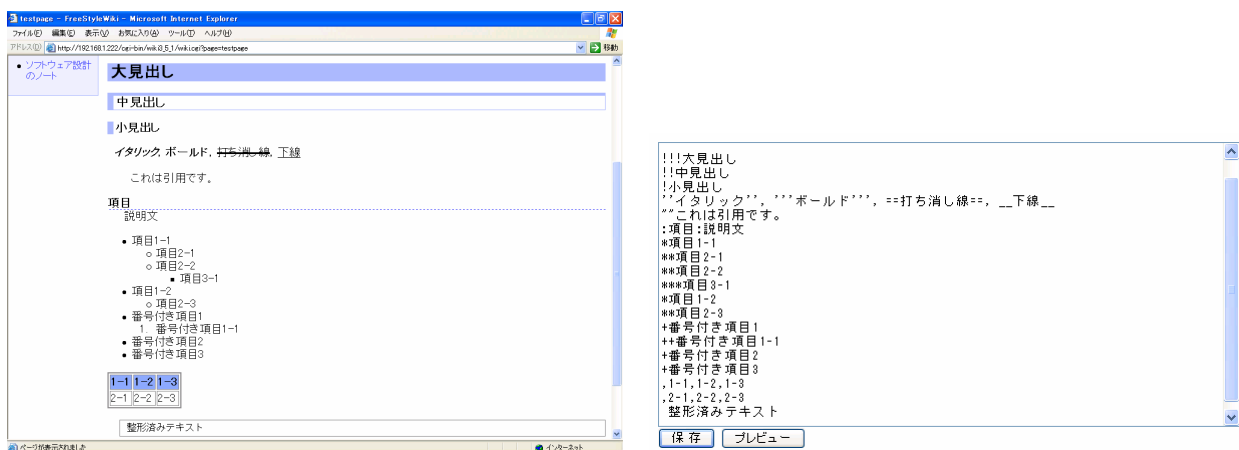 testpage - FreeStyleWiki - Microsoft Internet Explorer
ファイル(F) 編集(E) 表示(V) お気に入り(A) ツール(T) ヘルプ(H)
アドレス(D) http://192.168.1.222/cgi-bin/wiki3_5_1/wiki.cgi?page=testpage 移動
ソフトウェア設計
のノート
大見出し
中見出し
小見出し
イタリック, ボールド, 打ち消し線, 下線
これは引用です。
項目
説明文
項目1-1
項目2-1
項目2-2
項目3-1
項目1-2
項目2-3
番号付き項目1
1. 番号付き項目1-1
番号付き項目2
番号付き項目3
1-1 1-2 1-3
2-1 2-2 2-3
整形済みテキスト
ページが表示されました インターネット
!!!大見出し
!!中見出し
!小見出し
''イタリック'', '''ボールド''', ==打ち消し線==, __下線__
""これは引用です。
:項目:説明文
*項目1-1
**項目2-1
**項目2-2
***項目3-1
*項目1-2
**項目2-3
+番号付き項目1
++番号付き項目1-1
+番号付き項目2
+番号付き項目3
,1-1,1-2,1-3
,2-1,2-2,2-3
整形済みテキスト
保存 プレビュー